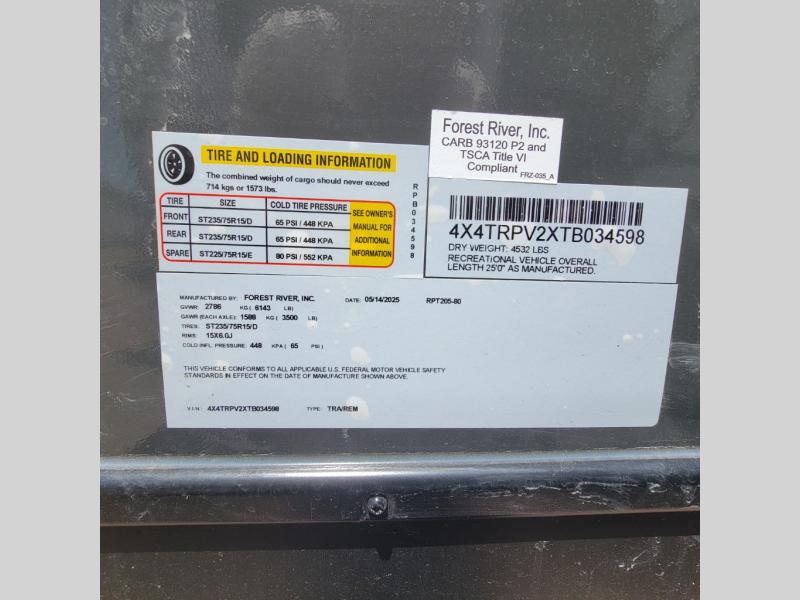 Forest River, Inc.
CARB 93120 P2 and
TSCA Title VI
Compliant
FRZ-035_A
TIRE AND LOADING INFORMATION
The combined weight of cargo should never exceed
714 kgs or 1573 lbs.
TIRE SIZE COLD TIRE PRESSURE
FRONT ST235/75R15/D 65 PSI / 448 KPA
REAR ST235/75R15/D 65 PSI / 448 KPA
SPARE ST225/75R15/E 80 PSI / 552 KPA
SEE OWNER'S
MANUAL FOR
ADDITIONAL
INFORMATION
RPB034598
4X4TRPV2XTB034598
DRY WEIGHT: 4532 LBS
RECREATIONAL VEHICLE OVERALL
LENGTH 25'0" AS MANUFACTURED.
MANUFACTURED BY: FOREST RIVER, INC. DATE: 05/14/2025 RPT205-80
GVWR: 2786 KG ( 6143 LB)
GAWR (EACH AXLE): 1588 KG ( 3500 LB)
TIRES: ST235/75R15/D
RIMS: 15X6.0J
COLD INFL. PRESSURE: 448 KPA ( 65 PSI )
THIS VEHICLE CONFORMS TO ALL APPLICABLE U.S. FEDERAL MOTOR VEHICLE SAFETY
STANDARDS IN EFFECT ON THE DATE OF MANUFACTURE SHOWN ABOVE.
V.I.N.: 4X4TRPV2XTB034598 TYPE: TRA/REM